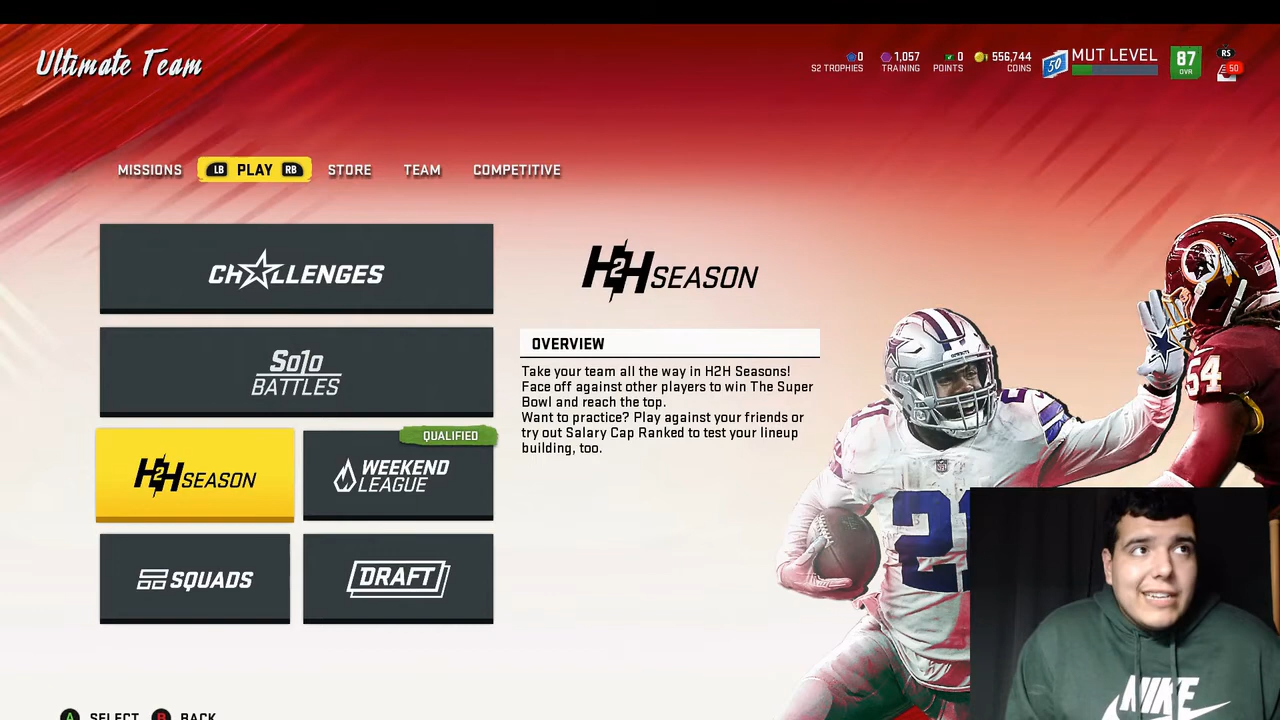 Ultimate Team
0
S2 TROPHIES
1,057
TRAINING
0
POINTS
556,744
COINS
50
MUT LEVEL
87
OVR
RS
50
MISSIONS
LB PLAY RB
STORE
TEAM
COMPETITIVE
CHALLENGES
Solo
BATTLES
H2H SEASON
QUALIFIED
WEEKEND
LEAGUE
SQUADS
DRAFT
H2H SEASON
OVERVIEW
Take your team all the way in H2H Seasons!
Face off against other players to win The Super
Bowl and reach the top.
Want to practice? Play against your friends or
try out Salary Cap Ranked to test your lineup
building, too.
COWBOYS
54
21
NFL
NIKE
A SELECT B BACK